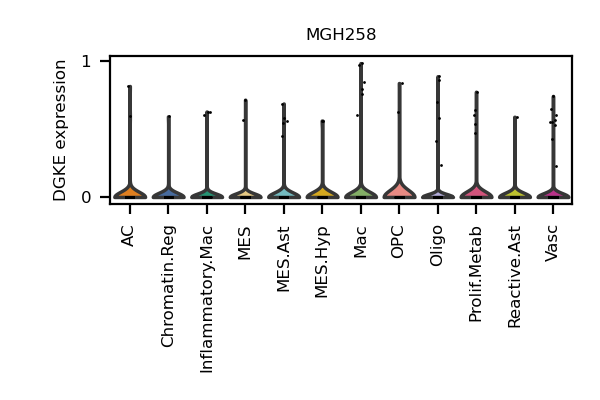 MGH258
DGKE expression
1
0
AC
Chromatin.Reg
Inflammatory.Mac
MES
MES.Ast
MES.Hyp
Mac
OPC
Oligo
Prolif.Metab
Reactive.Ast
Vasc